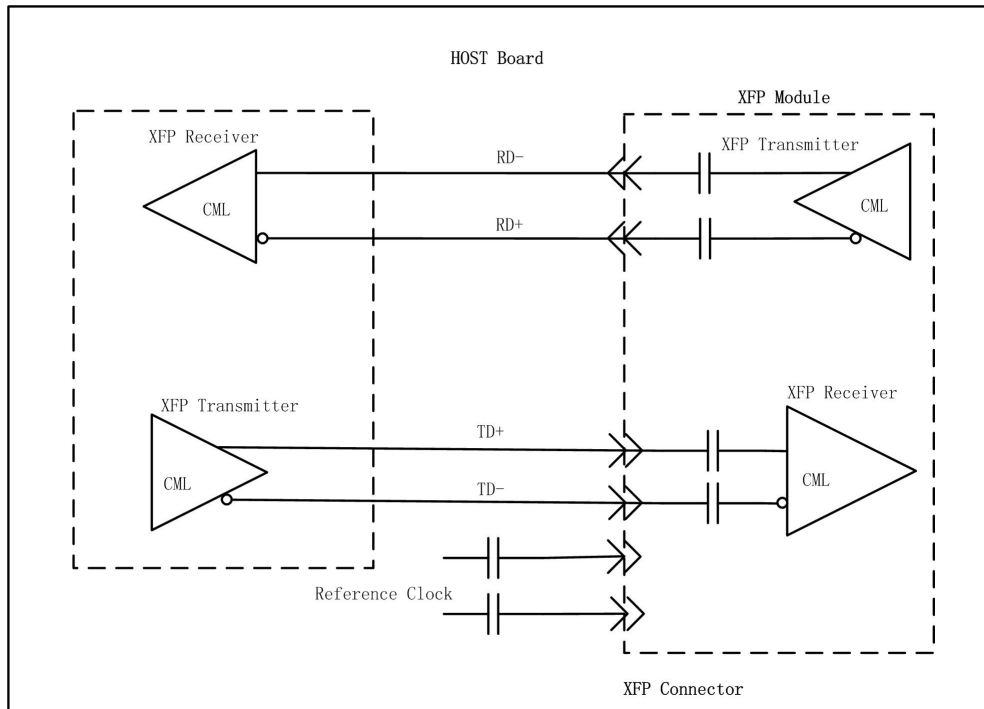 HOST Board
XFP Module
XFP Receiver
XFP Transmitter
RD-
CML
CML
RD+
XFP Receiver
XFP Transmitter
TD+
CML
CML
TD-
Reference Clock
XFP Connector